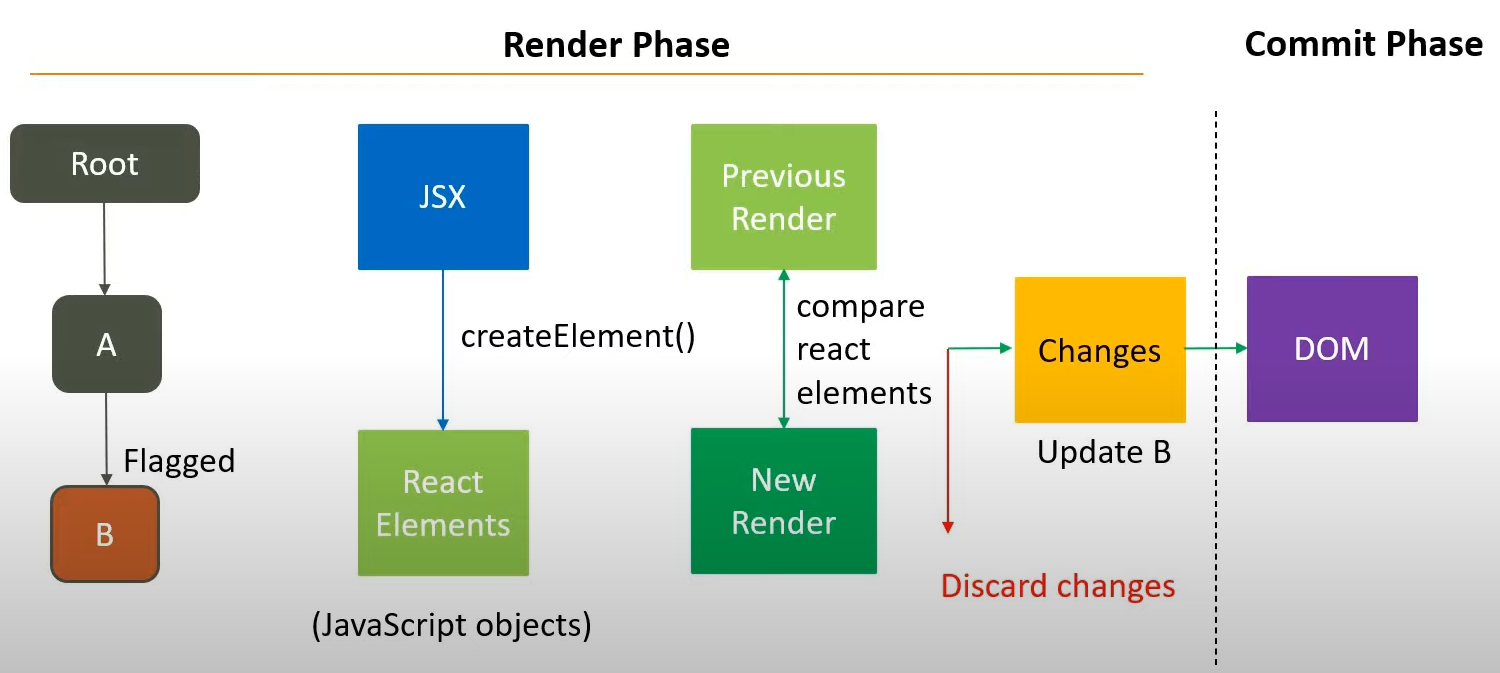 Render Phase
Commit Phase
Root
A
Flagged
B
JSX
createElement()
React
Elements
(JavaScript objects)
Previous
Render
compare
react
elements
New
Render
Changes
Update B
Discard changes
DOM